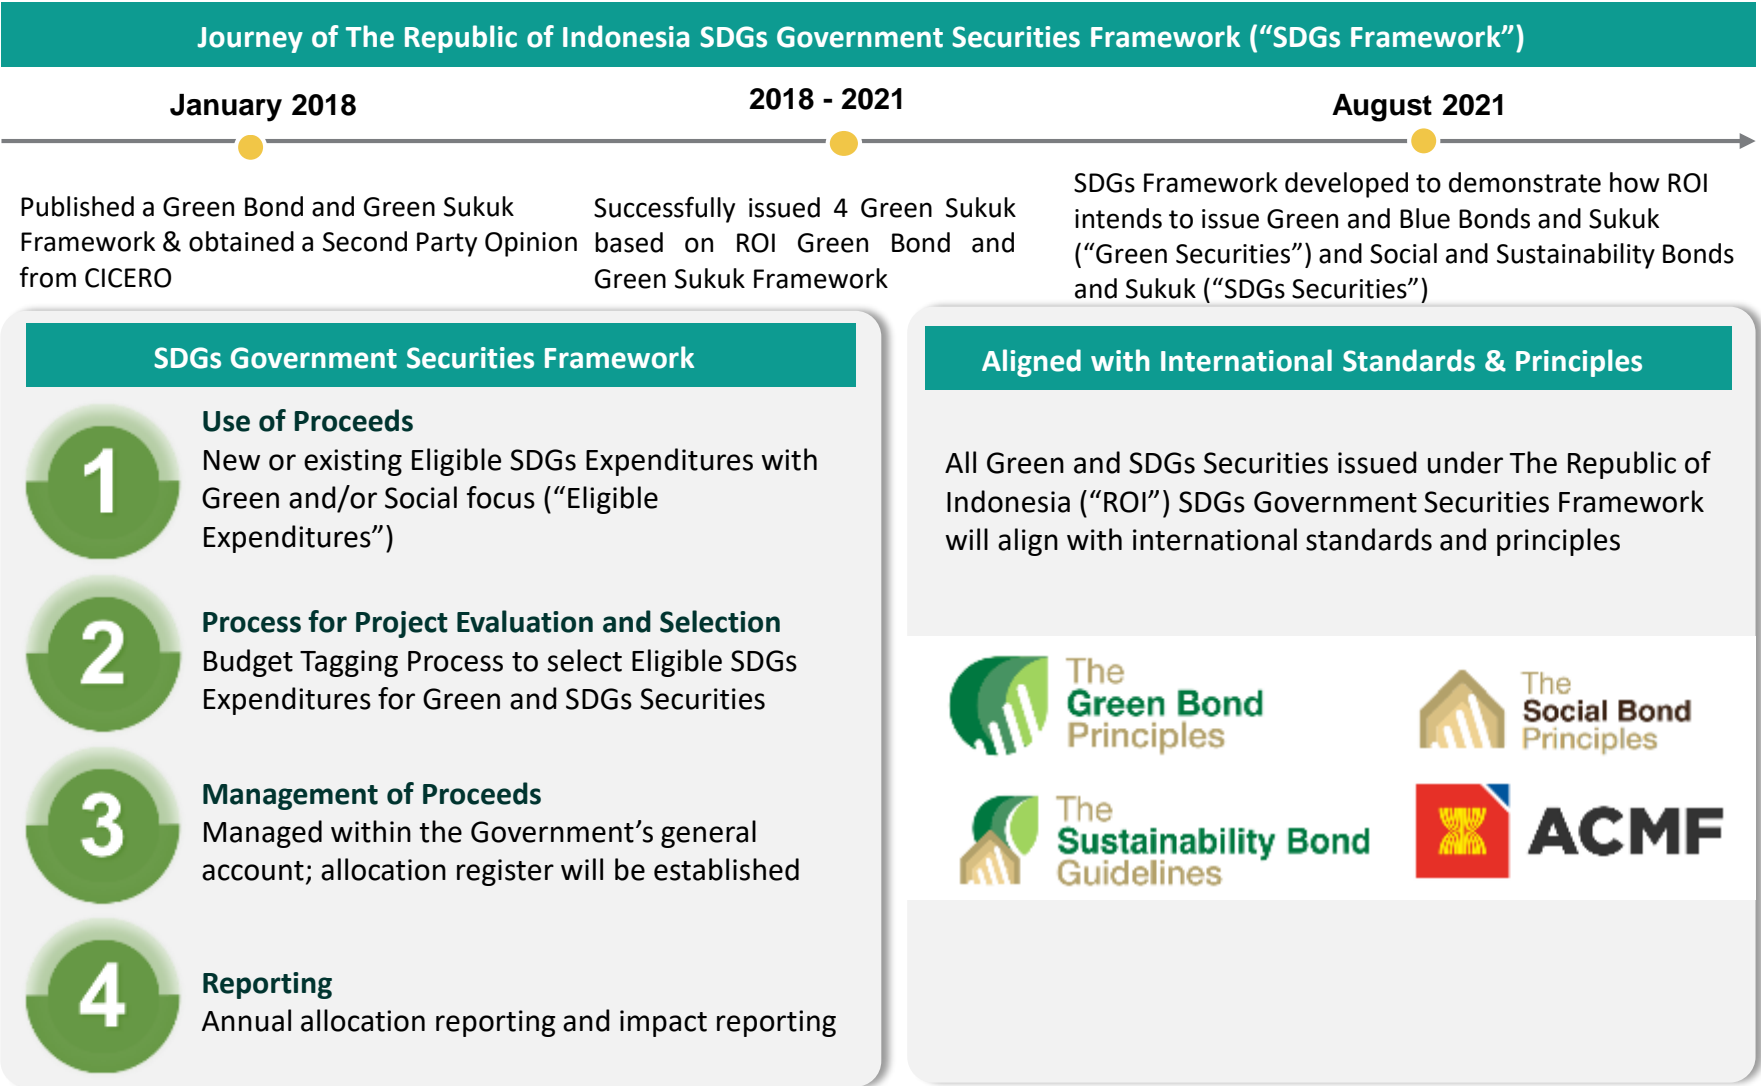 Journey of The Republic of Indonesia SDGs Government Securities Framework (“SDGs Framework”)
January 2018
2018 - 2021
August 2021
Published a Green Bond and Green Sukuk
Framework & obtained a Second Party Opinion
from CICERO
Successfully issued 4 Green Sukuk
based on ROI Green Bond and
Green Sukuk Framework
SDGs Framework developed to demonstrate how ROI
intends to issue Green and Blue Bonds and Sukuk
(“Green Securities”) and Social and Sustainability Bonds
and Sukuk (“SDGs Securities”)
SDGs Government Securities Framework
1
Use of Proceeds
New or existing Eligible SDGs Expenditures with
Green and/or Social focus (“Eligible
Expenditures”)
2
Process for Project Evaluation and Selection
Budget Tagging Process to select Eligible SDGs
Expenditures for Green and SDGs Securities
3
Management of Proceeds
Managed within the Government’s general
account; allocation register will be established
4
Reporting
Annual allocation reporting and impact reporting
Aligned with International Standards & Principles
All Green and SDGs Securities issued under The Republic of
Indonesia (“ROI”) SDGs Government Securities Framework
will align with international standards and principles
The
Green Bond
Principles
The
Social Bond
Principles
The
Sustainability Bond
Guidelines
ACMF